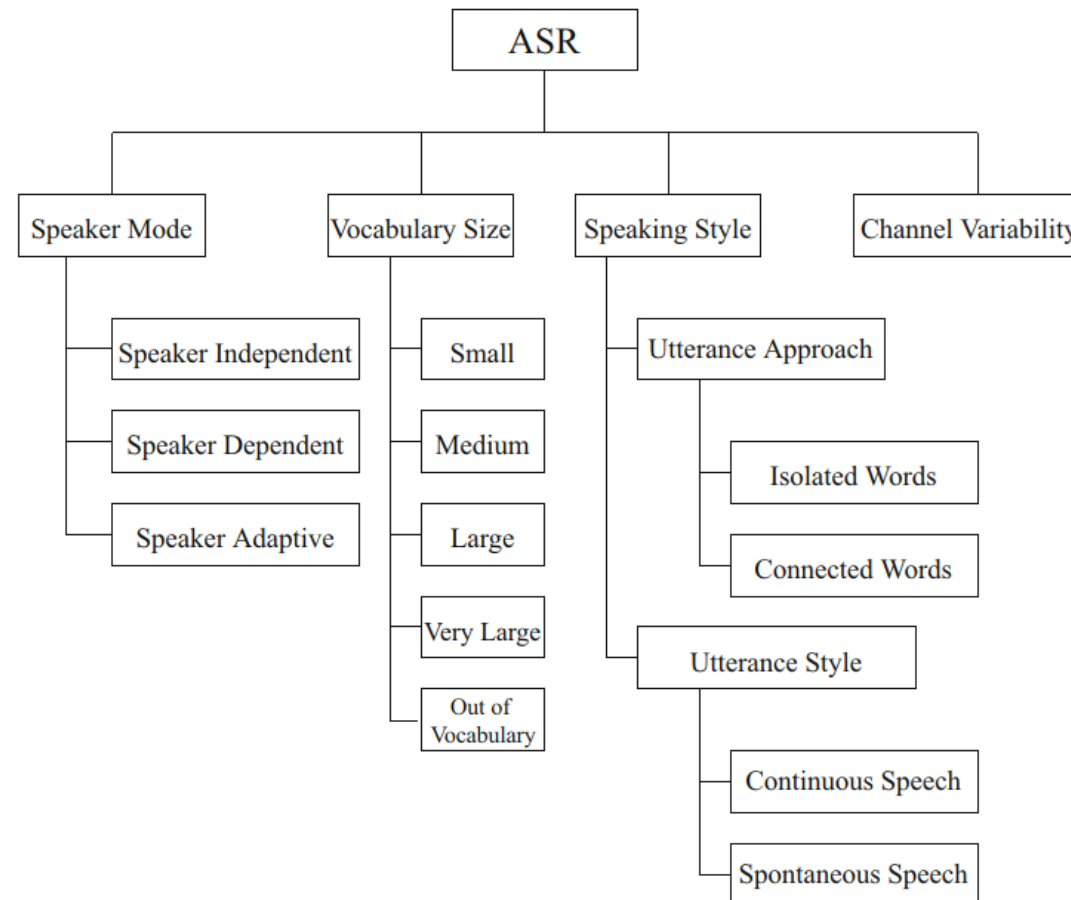 ASR
Speaker Mode
Vocabulary Size
Speaking Style
Channel Variability
Speaker Independent
Speaker Dependent
Speaker Adaptive
Small
Medium
Large
Very Large
Out of
Vocabulary
Utterance Approach
Isolated Words
Connected Words
Utterance Style
Continuous Speech
Spontaneous Speech